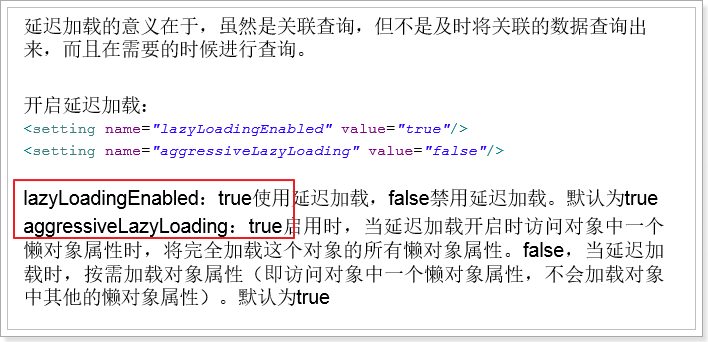 延迟加载的意义在于，虽然是关联查询，但不是及时将关联的数据查询出
来，而且在需要的时候进行查询。
开启延迟加载：
<setting name="lazyLoadingEnabled" value="true"/>
<setting name="aggressiveLazyLoading" value="false"/>
lazyLoadingEnabled：true使用延迟加载，false禁用延迟加载。默认为true
aggressiveLazyLoading：true启用时，当延迟加载开启时访问对象中一个
懒对象属性时，将完全加载这个对象的所有懒对象属性。false，当延迟加
载时，按需加载对象属性（即访问对象中一个懒对象属性，不会加载对象
中其他的懒对象属性）。默认为true